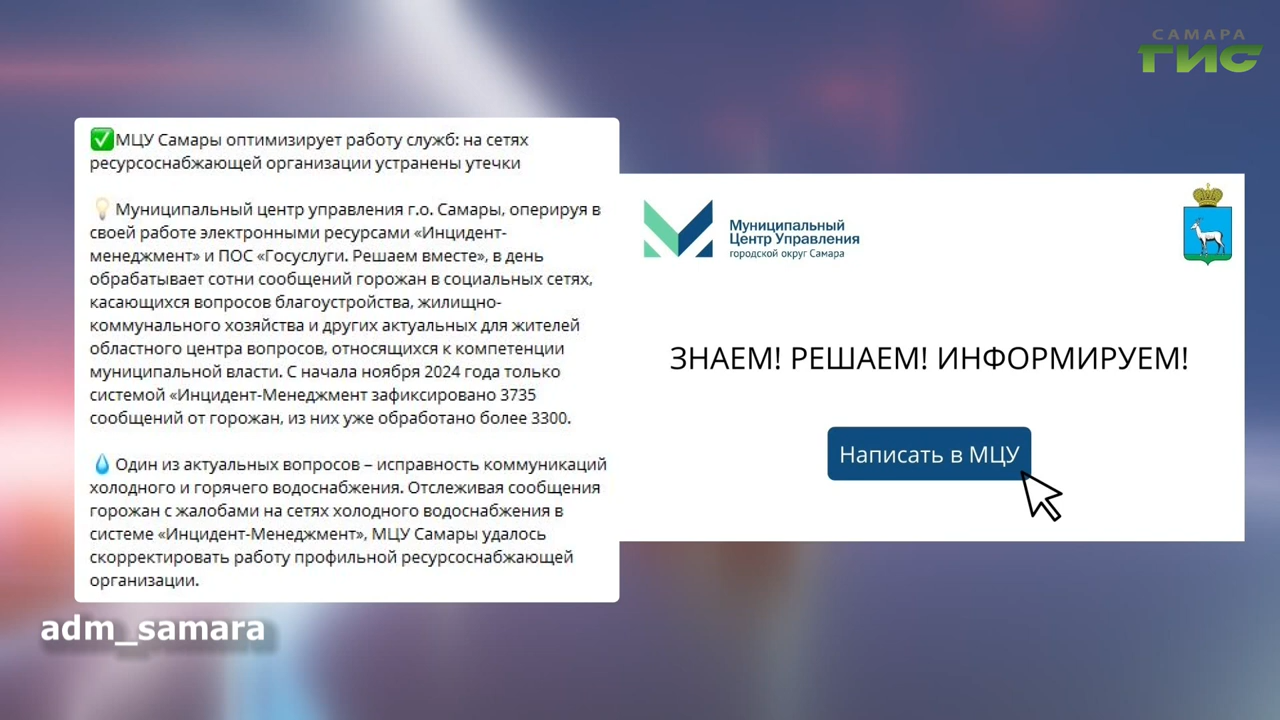 САМАРА
ГИС
✅МЦУ Самары оптимизирует работу служб: на сетях
ресурсоснабжающей организации устранены утечки
💡Муниципальный центр управления г.о. Самары, оперируя в
своей работе электронными ресурсами «Инцидент-
менеджмент» и ПОС «Госуслуги. Решаем вместе», в день
обрабатывает сотни сообщений горожан в социальных сетях,
касающихся вопросов благоустройства, жилищно-
коммунального хозяйства и других актуальных для жителей
областного центра вопросов, относящихся к компетенции
муниципальной власти. С начала ноября 2024 года только
системой «Инцидент-Менеджмент зафиксировано 3735
сообщений от горожан, из них уже обработано более 3300.
💧Один из актуальных вопросов – исправность коммуникаций
холодного и горячего водоснабжения. Отслеживая сообщения
горожан с жалобами на сетях холодного водоснабжения в
системе «Инцидент-Менеджмент», МЦУ Самары удалось
скорректировать работу профильной ресурсоснабжающей
организации.
adm_samara
Муниципальный
Центр Управления
городской округ Самара
ЗНАЕМ! РЕШАЕМ! ИНФОРМИРУЕМ!
Написать в МЦУ